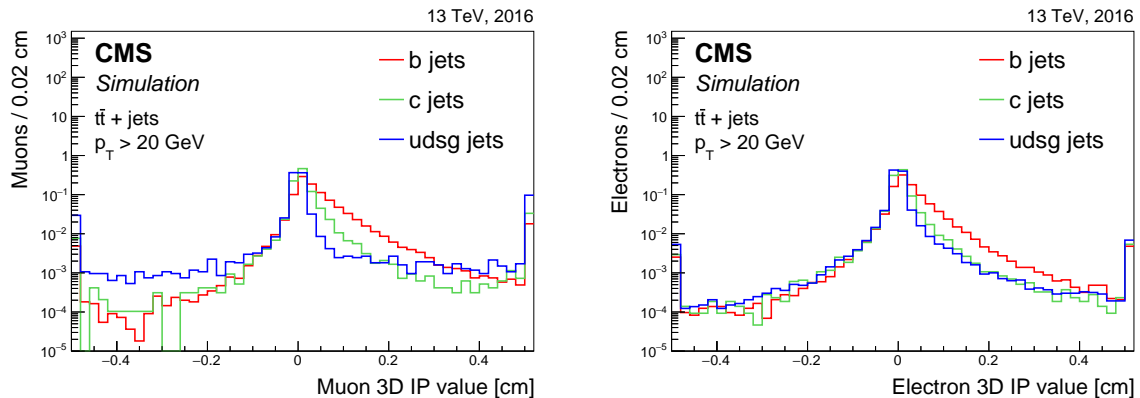 13 TeV, 2016
CMS
Simulation
tt̄ + jets
p_T > 20 GeV
b jets
c jets
udsg jets
Muons / 0.02 cm
10³
10²
10
1
10⁻¹
10⁻²
10⁻³
10⁻⁴
10⁻⁵
−0.4 −0.2 0 0.2 0.4
Muon 3D IP value [cm]
13 TeV, 2016
CMS
Simulation
tt̄ + jets
p_T > 20 GeV
b jets
c jets
udsg jets
Electrons / 0.02 cm
10³
10²
10
1
10⁻¹
10⁻²
10⁻³
10⁻⁴
10⁻⁵
−0.4 −0.2 0 0.2 0.4
Electron 3D IP value [cm]